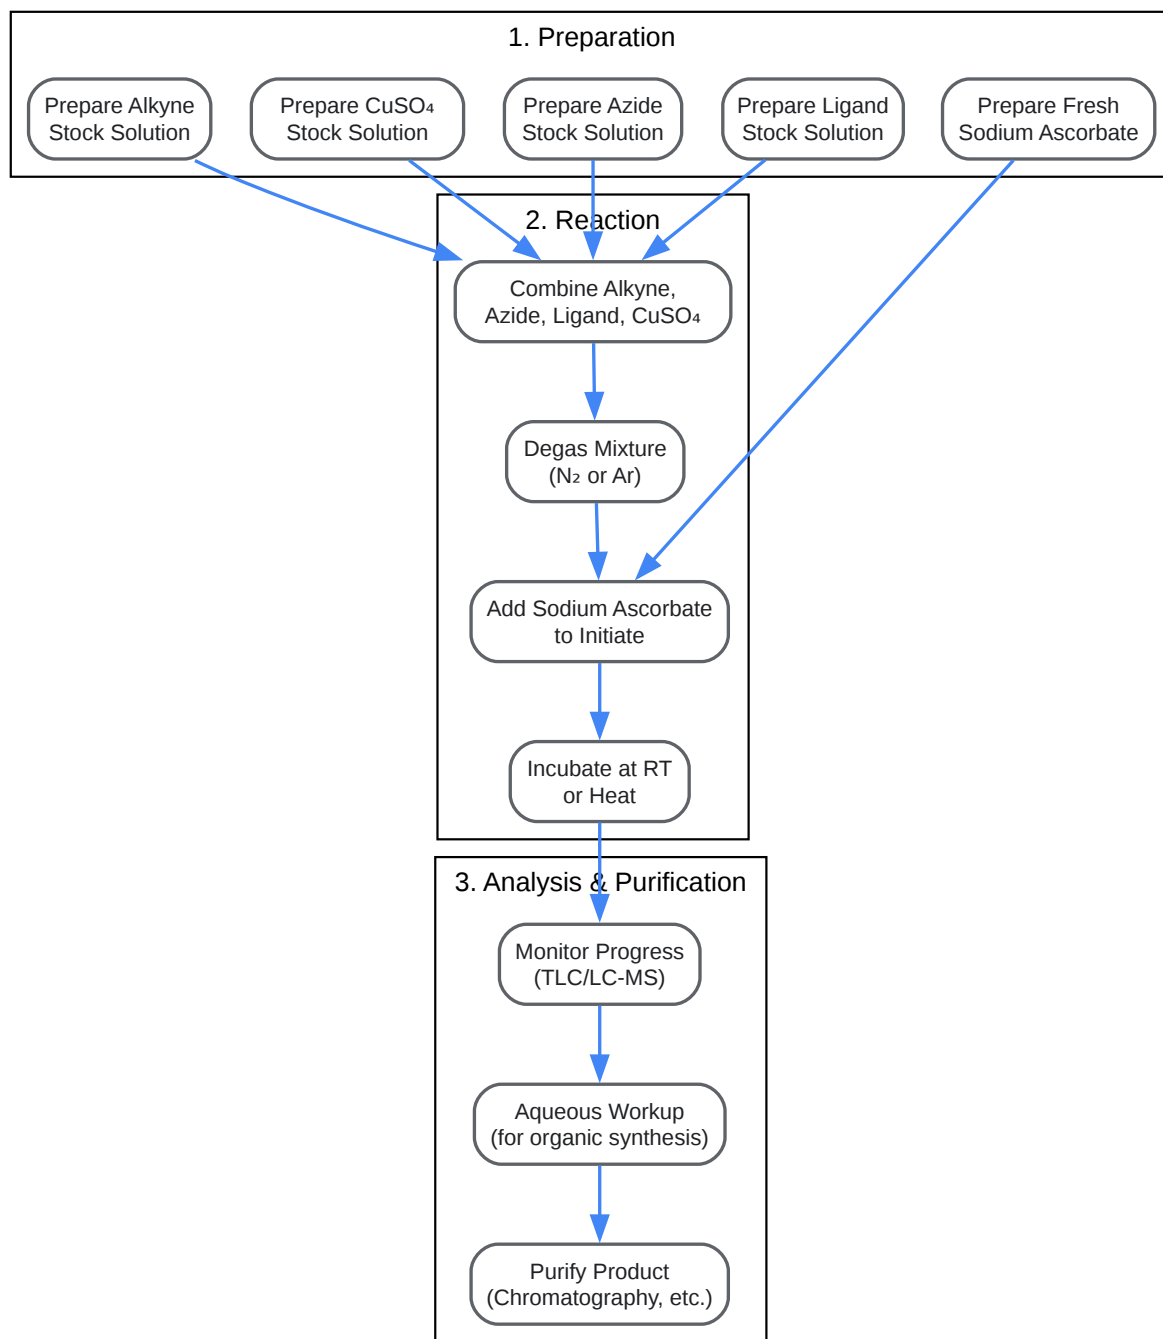 1. Preparation
Prepare Alkyne
Stock Solution
Prepare CuSO₄
Stock Solution
Prepare Azide
Stock Solution
Prepare Ligand
Stock Solution
Prepare Fresh
Sodium Ascorbate
2. Reaction
Combine Alkyne,
Azide, Ligand, CuSO₄
Degas Mixture
(N₂ or Ar)
Add Sodium Ascorbate
to Initiate
Incubate at RT
or Heat
3. Analysis & Purification
Monitor Progress
(TLC/LC-MS)
Aqueous Workup
(for organic synthesis)
Purify Product
(Chromatography, etc.)